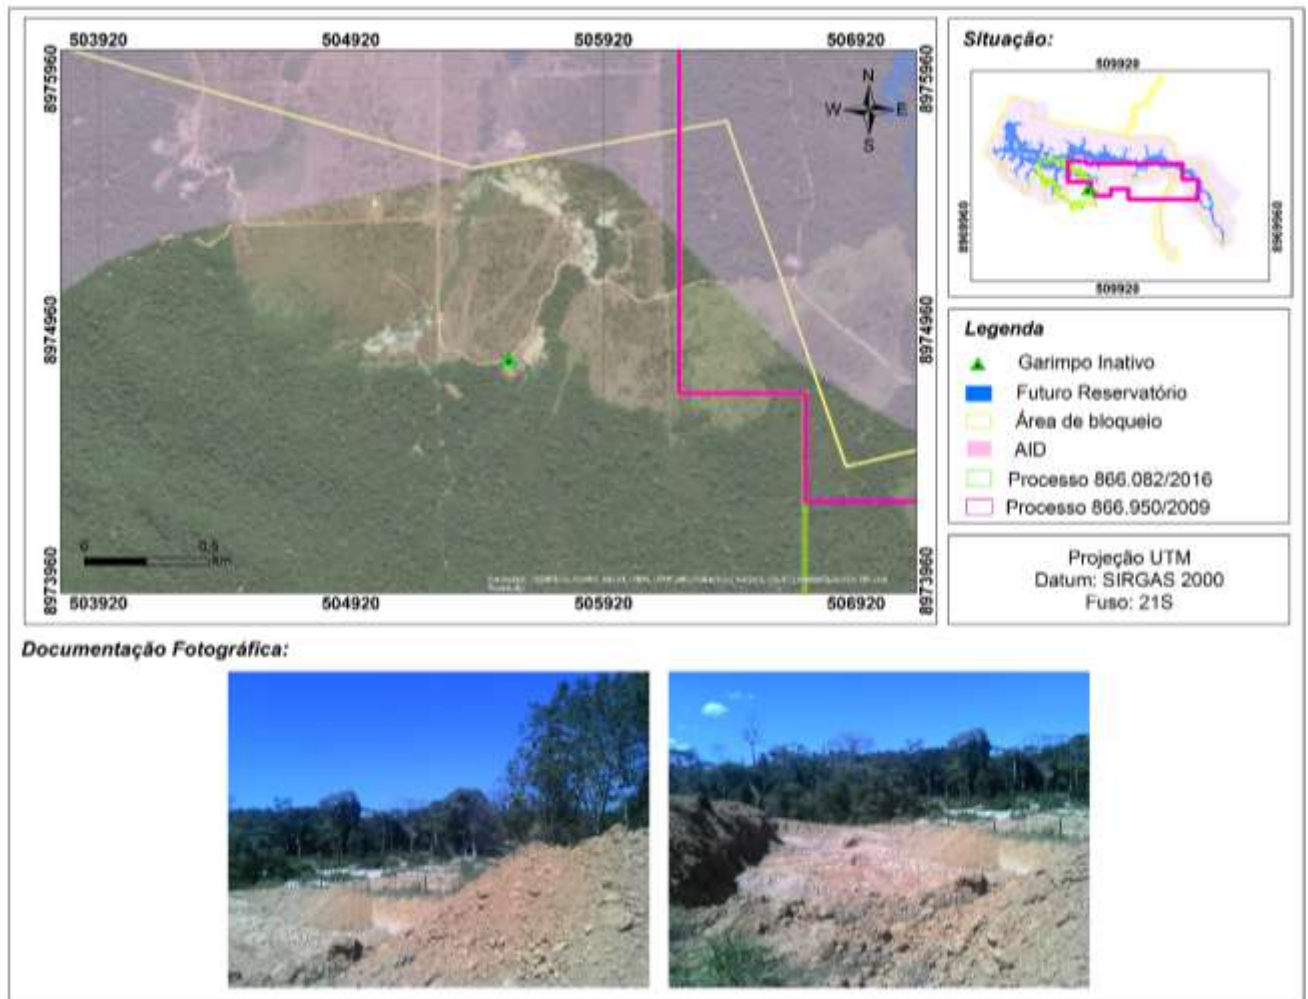 503920 504920 505920 506920
8975960 8975960
N
W E
S
8974960 8974960
0 0,5
Km
8973960 8973960
503920 504920 505920 506920
Situação:
509920
8969960 8969960
509920
Legenda
Garimpo Inativo
Futuro Reservatório
Área de bloqueio
AID
Processo 866.082/2016
Processo 866.950/2009
Projeção UTM
Datum: SIRGAS 2000
Fuso: 21S
Documentação Fotográfica: